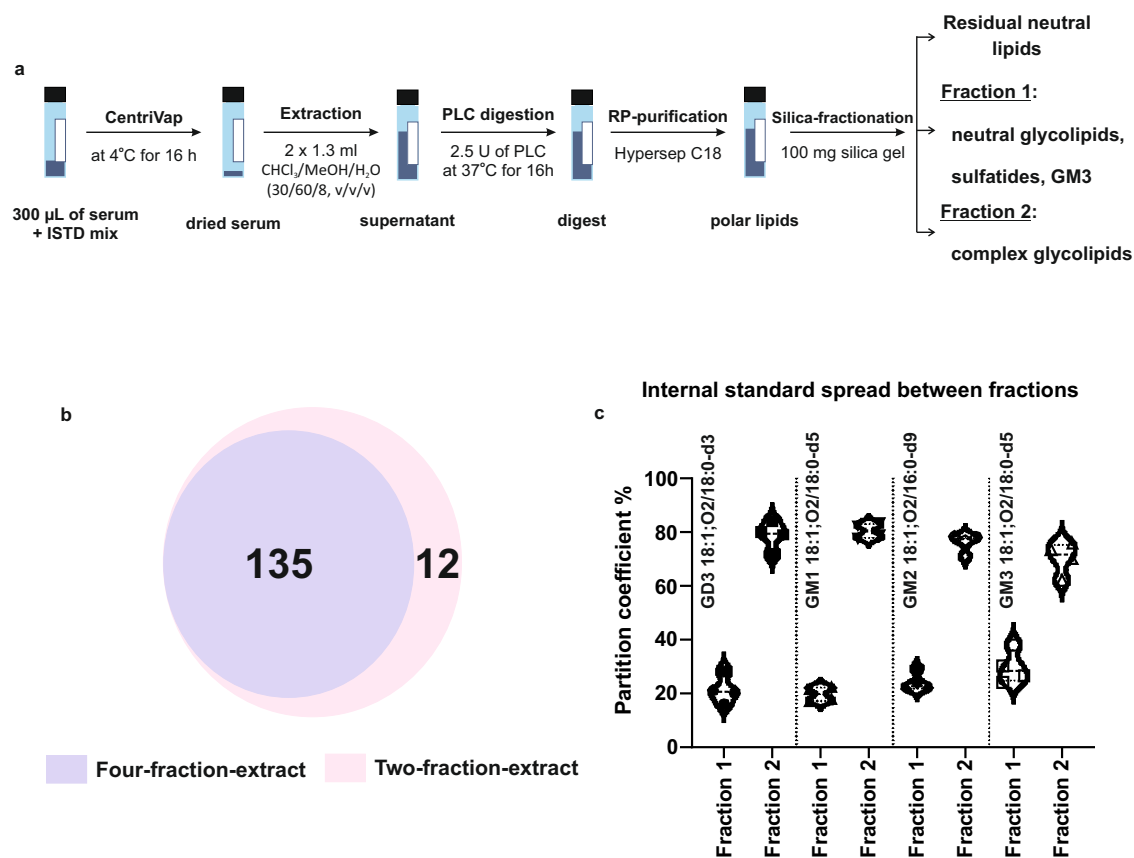 a
CentriVap
at 4°C for 16 h
Extraction
2 x 1.3 ml
CHCl₃/MeOH/H₂O
(30/60/8, v/v/v)
PLC digestion
2.5 U of PLC
at 37°C for 16h
RP-purification
Hypersep C18
Silica-fractionation
100 mg silica gel
300 µL of serum
+ ISTD mix
dried serum
supernatant
digest
polar lipids
Residual neutral
lipids
Fraction 1:
neutral glycolipids,
sulfatides, GM3
Fraction 2:
complex glycolipids
b
135
12
Four-fraction-extract
Two-fraction-extract
c
Internal standard spread between fractions
Partition coefficient %
100
80
60
40
20
0
GD3 18:1;O2/18:0-d3
GM1 18:1;O2/18:0-d5
GM2 18:1;O2/16:0-d9
GM3 18:1;O2/18:0-d5
Fraction 1
Fraction 2
Fraction 1
Fraction 2
Fraction 1
Fraction 2
Fraction 1
Fraction 2